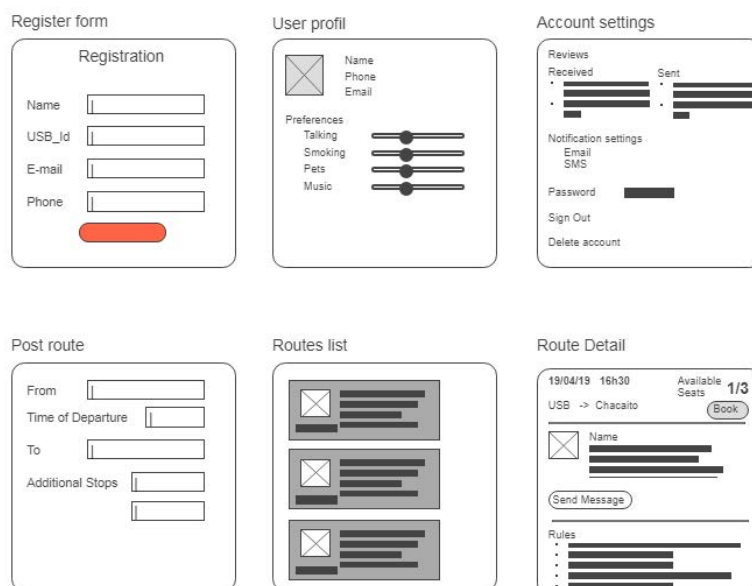 Register form
Registration
Name
USB_Id
E-mail
Phone
User profil
Name
Phone
Email
Preferences
Talking
Smoking
Pets
Music
Account settings
Reviews
Received Sent
Notification settings
Email
SMS
Password
Sign Out
Delete account
Post route
From
Time of Departure
To
Additional Stops
Routes list
Route Detail
19/04/19 16h30 Available Seats 1/3
USB -> Chacaito Book
Name
Send Message
Rules